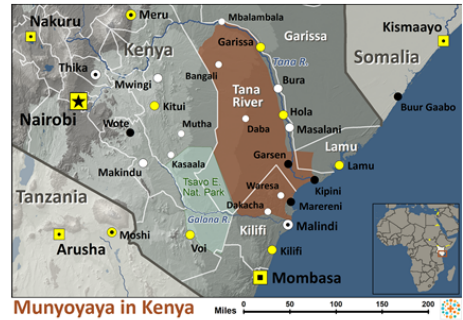 Nakuru
Meru
Mbalambala
Garissa
Garissa
Kismaayo
Kenya
Tana R.
Somalia
Thika
Bangali
Mwingi
Bura
Buur Gaabo
Nairobi
Kitui
Tana
River
Hola
Wote
Mutha
Daba
Masalani
Lamu
Makindu
Kasaala
Garsen
Lamu
Tsavo E.
Nat. Park
Waresa
Kipini
Tanzania
Dakacha
Marereni
Galana R.
Malindi
Arusha
Moshi
Voi
Kilifi
Kilifi
Mombasa
Munyoyaya in Kenya
Miles 0 50 100 200